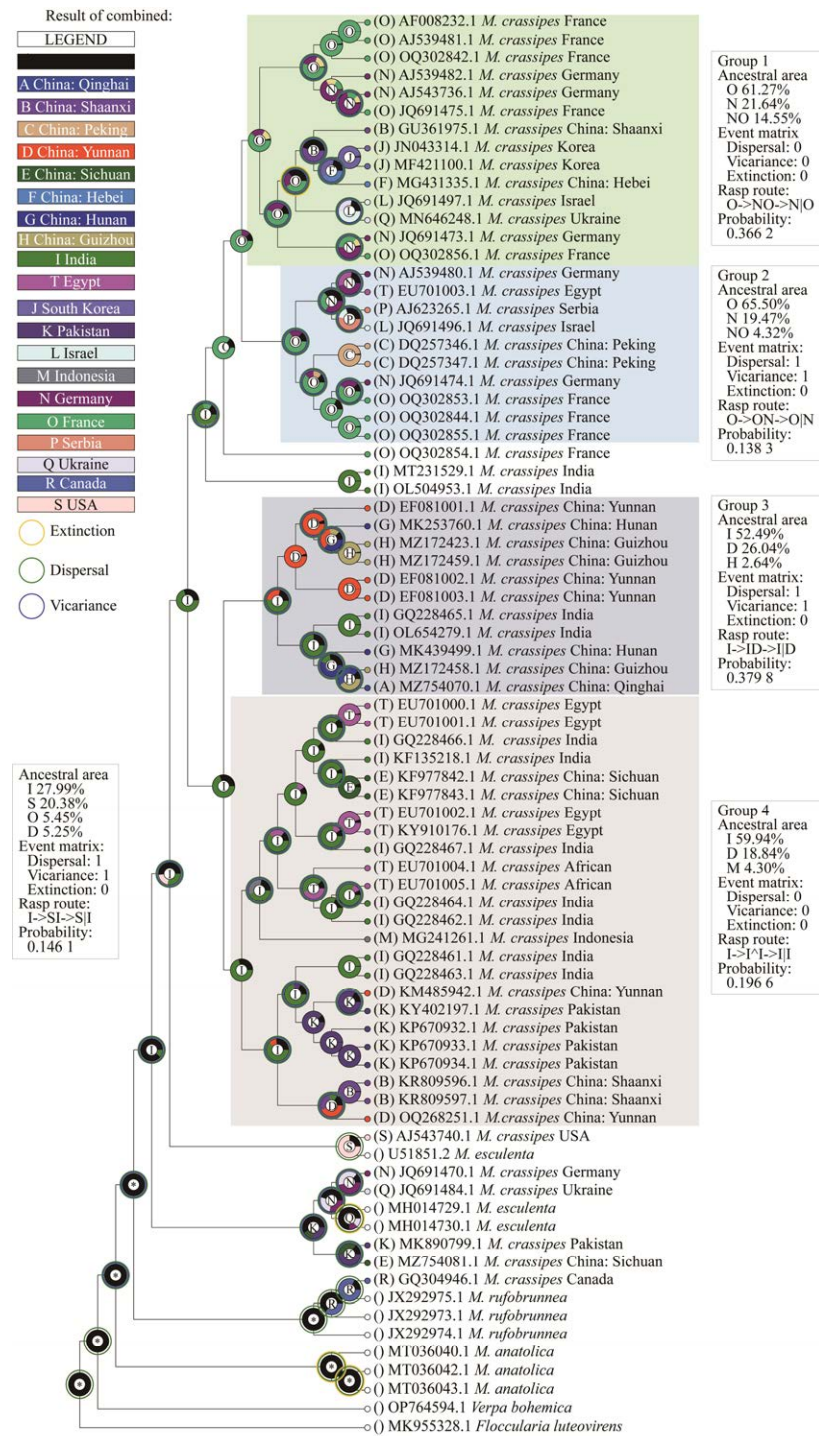 Result of combined:
LEGEND
A China: Qinghai
B China: Shaanxi
C China: Peking
D China: Yunnan
E China: Sichuan
F China: Hebei
G China: Hunan
H China: Guizhou
I India
T Egypt
J South Korea
K Pakistan
L Israel
M Indonesia
N Germany
O France
P Serbia
Q Ukraine
R Canada
S USA
Extinction
Dispersal
Vicariance
(O) AF008232.1 M. crassipes France
(O) AJ539481.1 M. crassipes France
(O) OQ302842.1 M. crassipes France
(N) AJ539482.1 M. crassipes Germany
(N) AJ543736.1 M. crassipes Germany
(O) JQ691475.1 M. crassipes France
(B) GU361975.1 M. crassipes China: Shaanxi
(J) JN043314.1 M. crassipes Korea
(J) MF421100.1 M. crassipes Korea
(F) MG431335.1 M. crassipes China: Hebei
(L) JQ691497.1 M. crassipes Israel
(Q) MN646248.1 M. crassipes Ukraine
(N) JQ691473.1 M. crassipes Germany
(O) OQ302856.1 M. crassipes France
(N) AJ539480.1 M. crassipes Germany
(T) EU701003.1 M. crassipes Egypt
(P) AJ623265.1 M. crassipes Serbia
(L) JQ691496.1 M. crassipes Israel
(C) DQ257346.1 M. crassipes China: Peking
(C) DQ257347.1 M. crassipes China: Peking
(N) JQ691474.1 M. crassipes Germany
(O) OQ302853.1 M. crassipes France
(O) OQ302844.1 M. crassipes France
(O) OQ302855.1 M. crassipes France
(O) OQ302854.1 M. crassipes France
(I) MT231529.1 M. crassipes India
(I) OL504953.1 M. crassipes India
(D) EF081001.1 M. crassipes China: Yunnan
(G) MK253760.1 M. crassipes China: Hunan
(H) MZ172423.1 M. crassipes China: Guizhou
(H) MZ172459.1 M. crassipes China: Guizhou
(D) EF081002.1 M. crassipes China: Yunnan
(D) EF081003.1 M. crassipes China: Yunnan
(I) GQ228465.1 M. crassipes India
(I) OL654279.1 M. crassipes India
(G) MK439499.1 M. crassipes China: Hunan
(H) MZ172458.1 M. crassipes China: Guizhou
(A) MZ754070.1 M. crassipes China: Qinghai
(T) EU701000.1 M. crassipes Egypt
(T) EU701001.1 M. crassipes Egypt
(I) GQ228466.1 M. crassipes India
(I) KF135218.1 M. crassipes India
(E) KF977842.1 M. crassipes China: Sichuan
(E) KF977843.1 M. crassipes China: Sichuan
(T) EU701002.1 M. crassipes Egypt
(T) KY910176.1 M. crassipes Egypt
(I) GQ228467.1 M. crassipes India
(T) EU701004.1 M. crassipes African
(T) EU701005.1 M. crassipes African
(I) GQ228464.1 M. crassipes India
(I) GQ228462.1 M. crassipes India
(M) MG241261.1 M. crassipes Indonesia
(I) GQ228461.1 M. crassipes India
(I) GQ228463.1 M. crassipes India
(D) KM485942.1 M. crassipes China: Yunnan
(K) KY402197.1 M. crassipes Pakistan
(K) KP670932.1 M. crassipes Pakistan
(K) KP670933.1 M. crassipes Pakistan
(K) KP670934.1 M. crassipes Pakistan
(B) KR809596.1 M. crassipes China: Shaanxi
(B) KR809597.1 M. crassipes China: Shaanxi
(D) OQ268251.1 M.crassipes China: Yunnan
(S) AJ543740.1 M. crassipes USA
() U51851.2 M. esculenta
(N) JQ691470.1 M. crassipes Germany
(Q) JQ691484.1 M. crassipes Ukraine
() MH014729.1 M. esculenta
() MH014730.1 M. esculenta
(K) MK890799.1 M. crassipes Pakistan
(E) MZ754081.1 M. crassipes China: Sichuan
(R) GQ304946.1 M. crassipes Canada
() JX292975.1 M. rufobrunnea
() JX292973.1 M. rufobrunnea
() JX292974.1 M. rufobrunnea
() MT036040.1 M. anatolica
() MT036042.1 M. anatolica
() MT036043.1 M. anatolica
() OP764594.1 Verpa bohemica
() MK955328.1 Floccularia luteovirens
Group 1
Ancestral area
O 61.27%
N 21.64%
NO 14.55%
Event matrix
Dispersal: 0
Vicariance: 0
Extinction: 0
Rasp route:
O->NO->N|O
Probability:
0.366 2
Group 2
Ancestral area
O 65.50%
N 19.47%
NO 4.32%
Event matrix:
Dispersal: 1
Vicariance: 1
Extinction: 0
Rasp route:
O->ON->O|N
Probability:
0.138 3
Group 3
Ancestral area
I 52.49%
D 26.04%
H 2.64%
Event matrix:
Dispersal: 1
Vicariance: 1
Extinction: 0
Rasp route:
I->ID->I|D
Probability:
0.379 8
Group 4
Ancestral area
I 59.94%
D 18.84%
M 4.30%
Event matrix:
Dispersal: 0
Vicariance: 0
Extinction: 0
Rasp route:
I->I^I->I|I
Probability:
0.196 6
Ancestral area
I 27.99%
S 20.38%
O 5.45%
D 5.25%
Event matrix:
Dispersal: 1
Vicariance: 1
Extinction: 0
Rasp route:
I->SI->S|I
Probability:
0.146 1